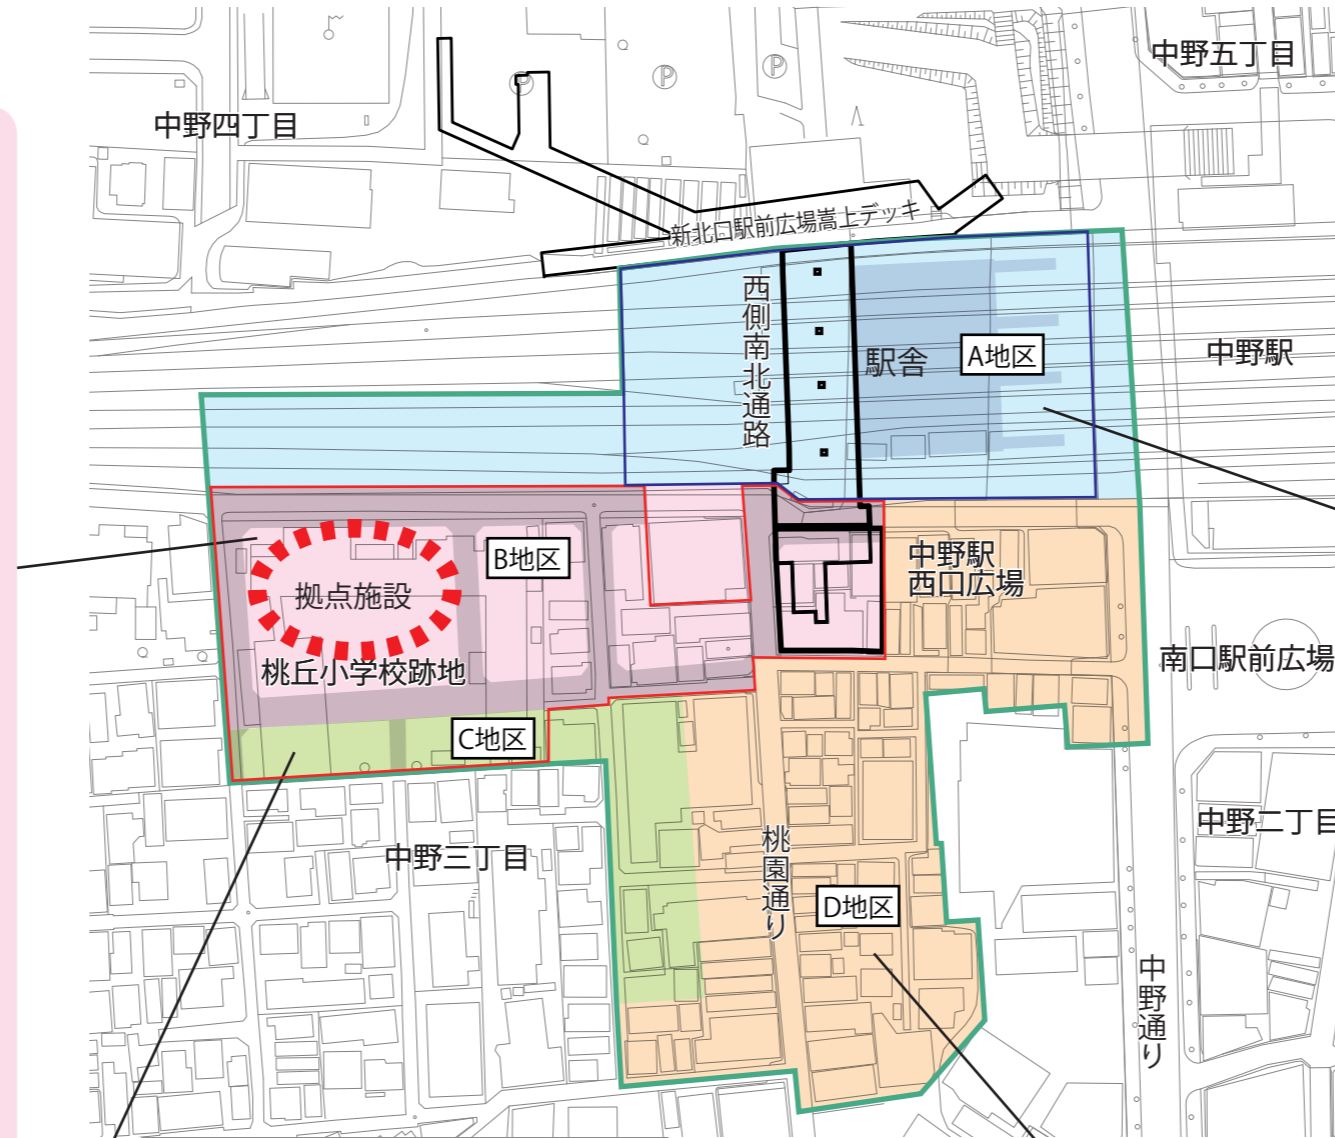 中野五丁目
中野四丁目
新北口駅前広場嵩上デッキ
西側南北通路
駅舎
A地区
中野駅
B地区
拠点施設
中野駅
西口広場
桃丘小学校跡地
南口駅前広場
C地区
中野三丁目
桃園通り
中野二丁目
D地区
中野通り
Ⓟ
Ⓟ
Ⓟ